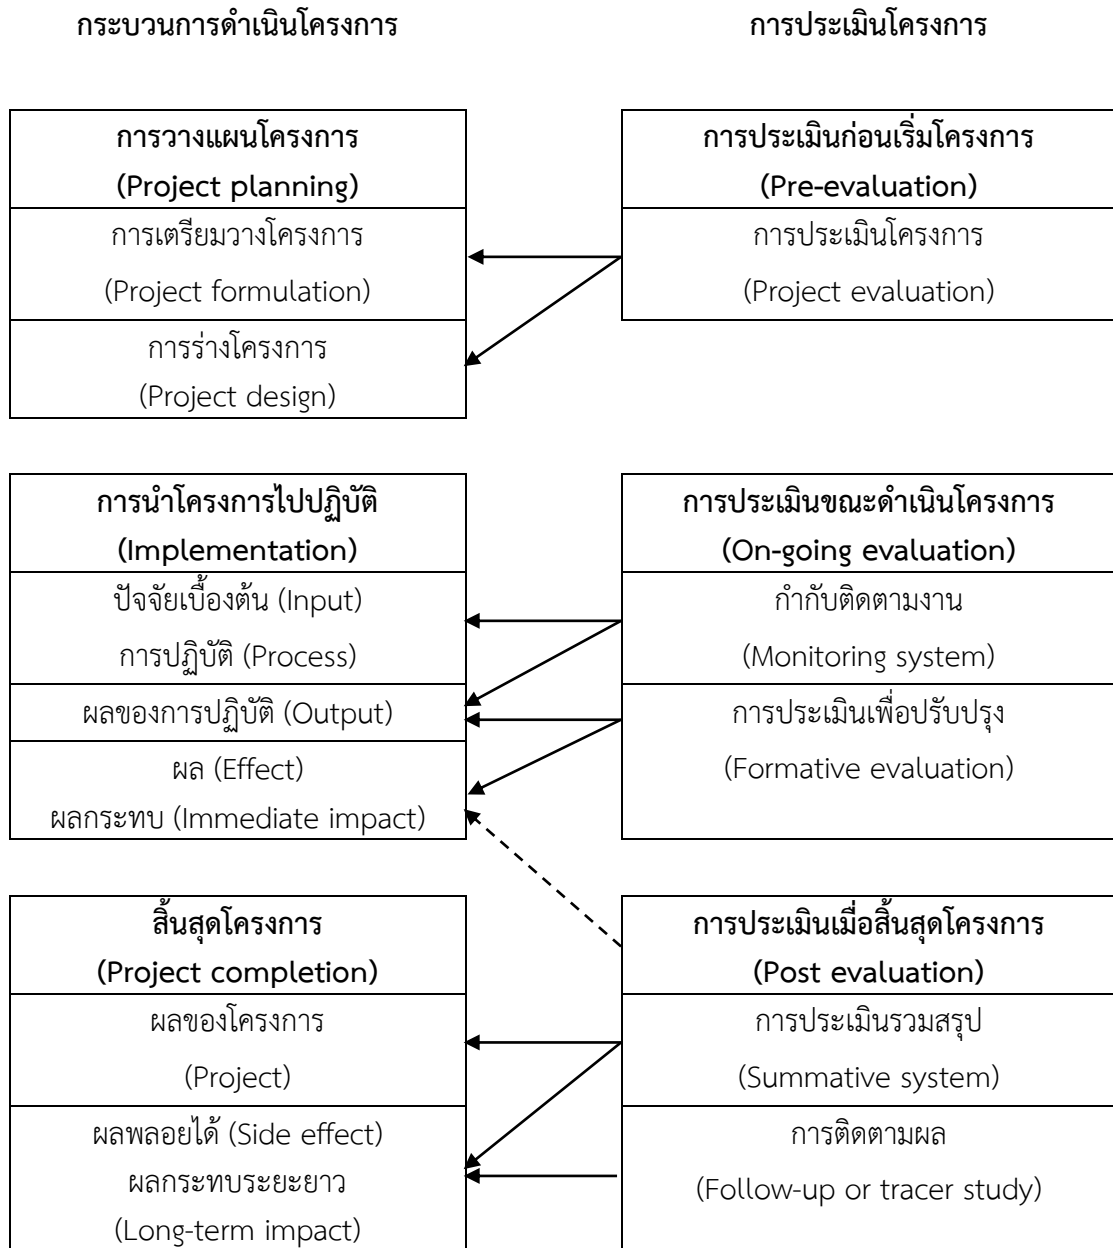 กระบวนการดำเนินโครงการ
การประเมินโครงการ
การวางแผนโครงการ
(Project planning)
การเตรียมวางโครงการ
(Project formulation)
การร่างโครงการ
(Project design)
การประเมินก่อนเริ่มโครงการ
(Pre-evaluation)
การประเมินโครงการ
(Project evaluation)
การนำโครงการไปปฏิบัติ
(Implementation)
ปัจจัยเบื้องต้น (Input)
การปฏิบัติ (Process)
ผลของการปฏิบัติ (Output)
ผล (Effect)
ผลกระทบ (Immediate impact)
การประเมินขณะดำเนินโครงการ
(On-going evaluation)
กำกับติดตามงาน
(Monitoring system)
การประเมินเพื่อปรับปรุง
(Formative evaluation)
สิ้นสุดโครงการ
(Project completion)
ผลของโครงการ
(Project)
ผลพลอยได้ (Side effect)
ผลกระทบระยะยาว
(Long-term impact)
การประเมินเมื่อสิ้นสุดโครงการ
(Post evaluation)
การประเมินรวมสรุป
(Summative system)
การติดตามผล
(Follow-up or tracer study)